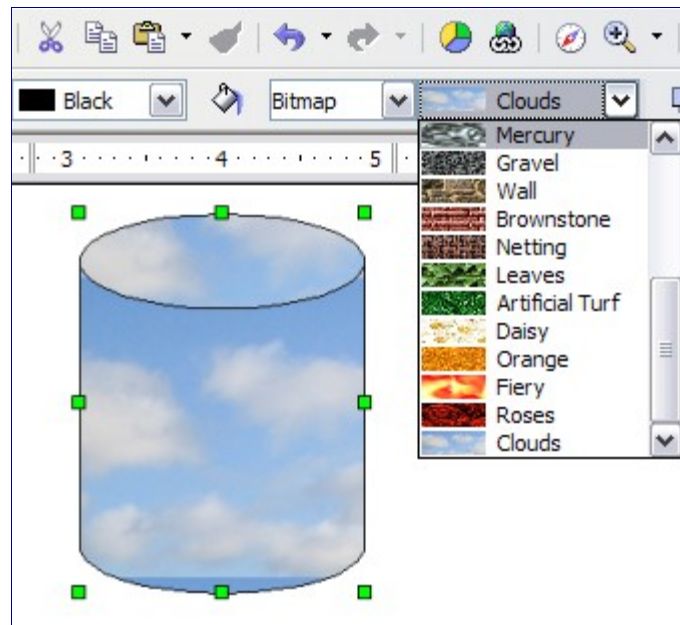 Black Bitmap Clouds
Mercury
3 4 5
Gravel
Wall
Brownstone
Netting
Leaves
Artificial Turf
Daisy
Orange
Fiery
Roses
Clouds